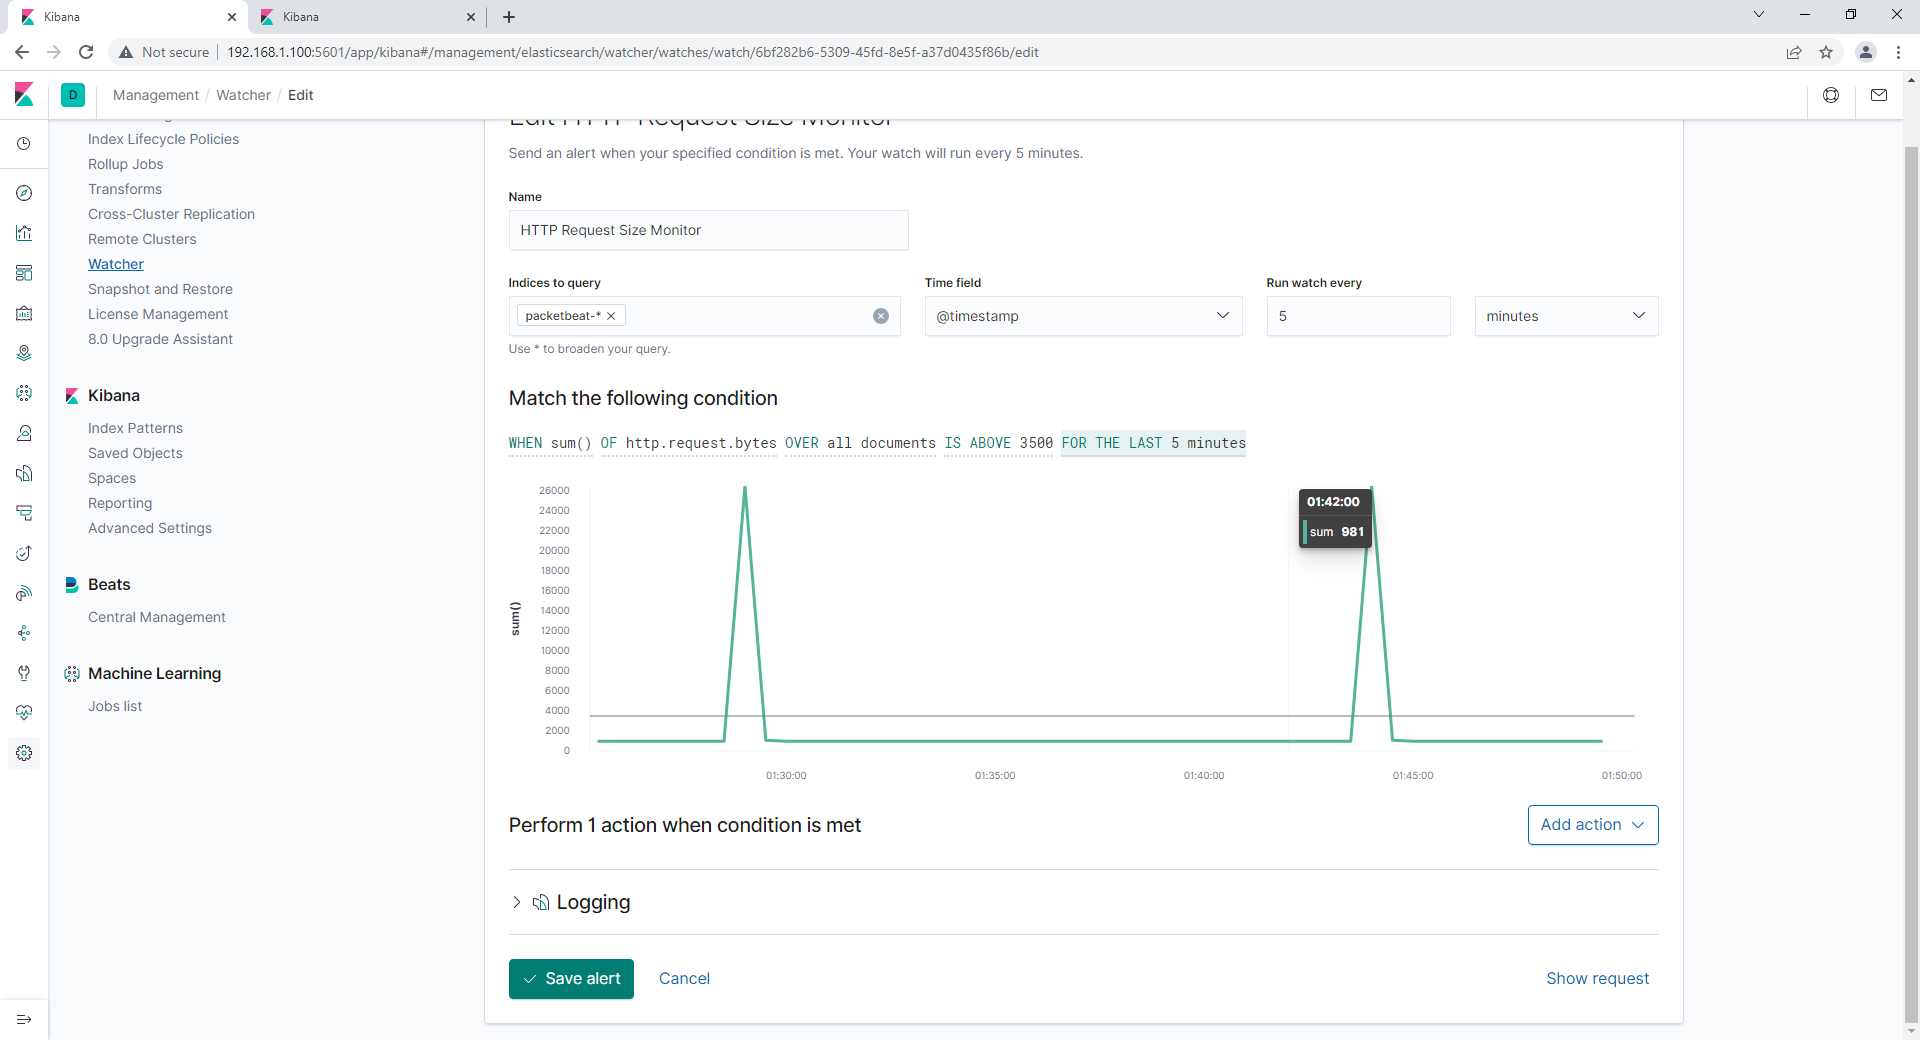 Kibana
Kibana
Not secure
192.168.1.100:5601/app/kibana#/management/elasticsearch/watcher/watches/watch/6bf282b6-5309-45fd-8e5f-a37d0435f86b/edit
D
Management / Watcher / Edit
Index Lifecycle Policies
Rollup Jobs
Transforms
Cross-Cluster Replication
Remote Clusters
Watcher
Snapshot and Restore
License Management
8.0 Upgrade Assistant
Kibana
Index Patterns
Saved Objects
Spaces
Reporting
Advanced Settings
Beats
Central Management
Machine Learning
Jobs list
Edit HTTP Request Size Monitor
Send an alert when your specified condition is met. Your watch will run every 5 minutes.
Name
HTTP Request Size Monitor
Indices to query
packetbeat-*
Use * to broaden your query.
Time field
@timestamp
Run watch every
5
minutes
Match the following condition
WHEN sum() OF http.request.bytes OVER all documents IS ABOVE 3500 FOR THE LAST 5 minutes
sum()
26000
24000
22000
20000
18000
16000
14000
12000
10000
8000
6000
4000
2000
0
01:42:00
sum 981
01:30:00
01:35:00
01:40:00
01:45:00
01:50:00
Perform 1 action when condition is met
Add action
Logging
Save alert
Cancel
Show request